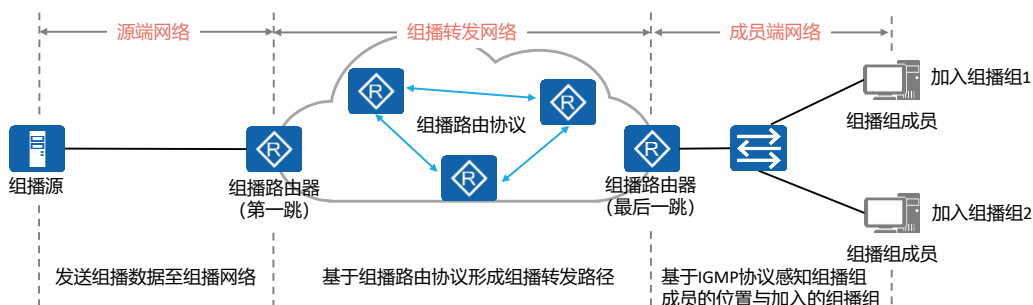 源端网络
组播转发网络
成员端网络
加入组播组1
组播组成员
R
R
组播路由协议
R
R
R
组播源
组播路由器
(第一跳)
组播路由器
(最后一跳)
加入组播组2
组播组成员
发送组播数据至组播网络
基于组播路由协议形成组播转发路径
基于IGMP协议感知组播组
成员的位置与加入的组播组